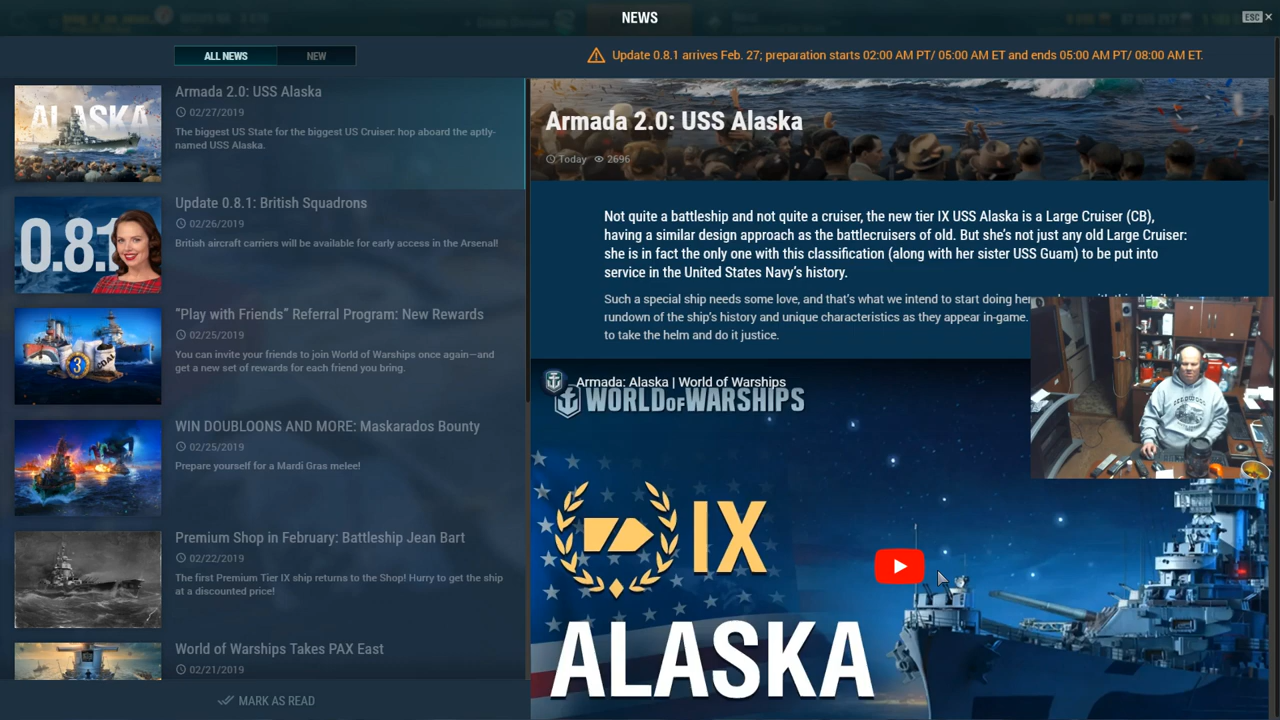 NEWS
ESC ×
ALL NEWS
NEW
Update 0.8.1 arrives Feb. 27; preparation starts 02:00 AM PT/ 05:00 AM ET and ends 05:00 AM PT/ 08:00 AM ET.
ALASKA
Armada 2.0: USS Alaska
02/27/2019
The biggest US State for the biggest US Cruiser: hop aboard the aptly-
named USS Alaska.
0.8.1
Update 0.8.1: British Squadrons
02/26/2019
British aircraft carriers will be available for early access in the Arsenal!
3
COAL
"Play with Friends" Referral Program: New Rewards
02/25/2019
You can invite your friends to join World of Warships once again—and
get a new set of rewards for each friend you bring.
WIN DOUBLOONS AND MORE: Maskarados Bounty
02/25/2019
Prepare yourself for a Mardi Gras melee!
Premium Shop in February: Battleship Jean Bart
02/22/2019
The first Premium Tier IX ship returns to the Shop! Hurry to get the ship
at a discounted price!
World of Warships Takes PAX East
02/21/2019
MARK AS READ
Armada 2.0: USS Alaska
Today 2696
Not quite a battleship and not quite a cruiser, the new tier IX USS Alaska is a Large Cruiser (CB),
having a similar design approach as the battlecruisers of old. But she's not just any old Large Cruiser:
she is in fact the only one with this classification (along with her sister USS Guam) to be put into
service in the United States Navy's history.
Such a special ship needs some love, and that's what we intend to start doing her
rundown of the ship's history and unique characteristics as they appear in-game.
to take the helm and do it justice.
Armada: Alaska | World of Warships
WORLD OF WARSHIPS
IX
ALASKA